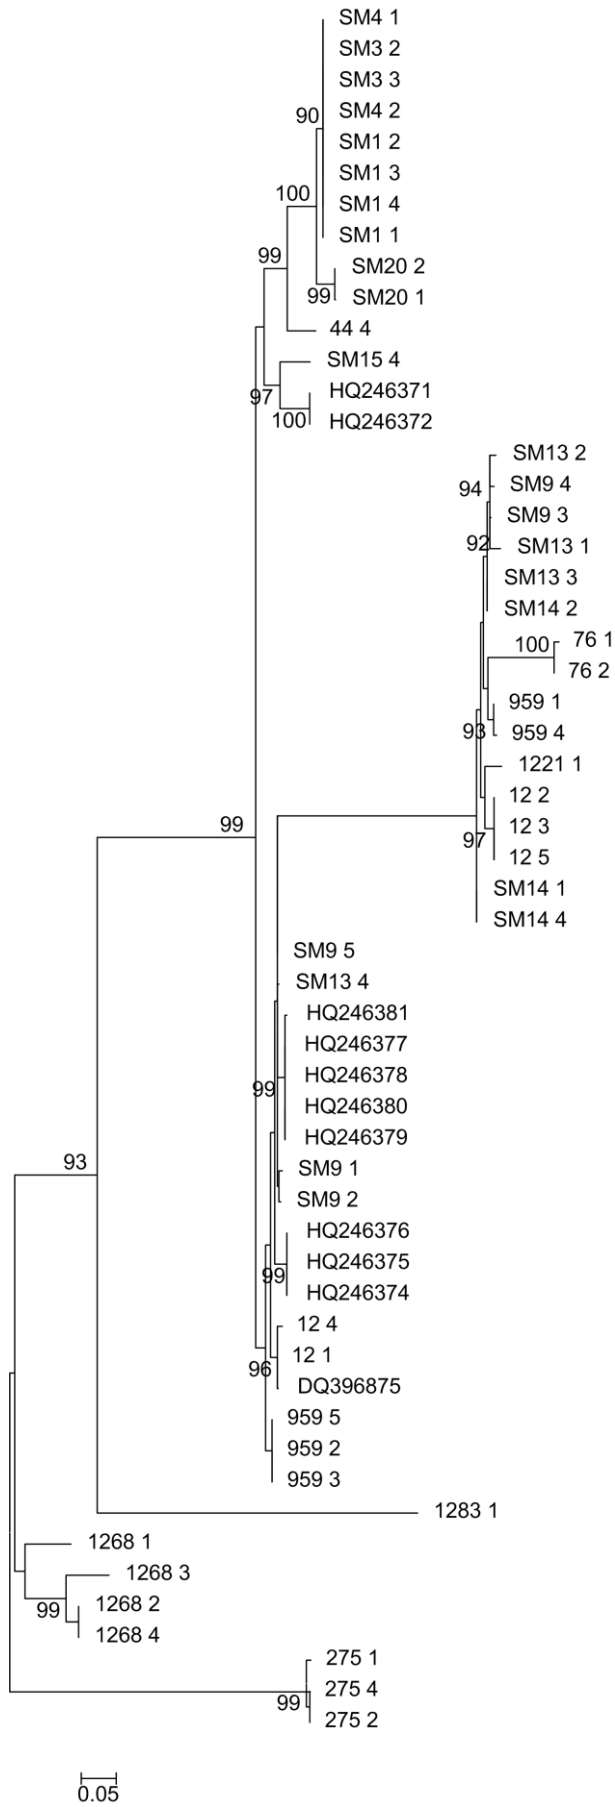 SM4 1
SM3 2
SM3 3
SM4 2
90
SM1 2
SM1 3
100
SM1 4
SM1 1
99
SM20 2
99
SM20 1
44 4
SM15 4
97
HQ246371
100
HQ246372
SM13 2
94
SM9 4
SM9 3
92
SM13 1
SM13 3
SM14 2
100
76 1
76 2
959 1
93
959 4
1221 1
12 2
99
12 3
97
12 5
SM14 1
SM14 4
SM9 5
SM13 4
HQ246381
HQ246377
HQ246378
99
HQ246380
HQ246379
93
SM9 1
SM9 2
HQ246376
HQ246375
99
HQ246374
12 4
12 1
96
DQ396875
959 5
959 2
959 3
1283 1
1268 1
1268 3
99
1268 2
1268 4
275 1
275 4
99
275 2
0.05